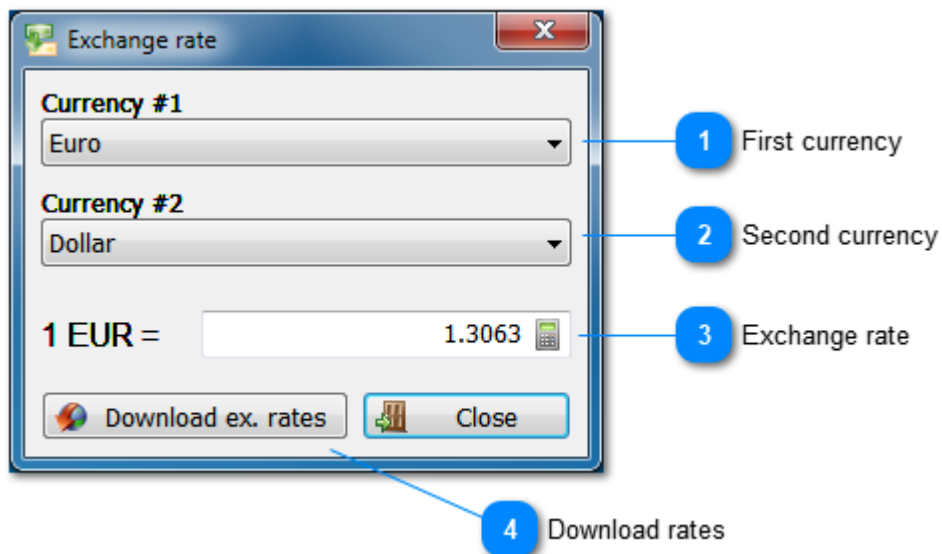 Exchange rate
Currency #1
Euro
1 First currency
Currency #2
Dollar
2 Second currency
1 EUR = 1.3063
3 Exchange rate
Download ex. rates Close
4 Download rates